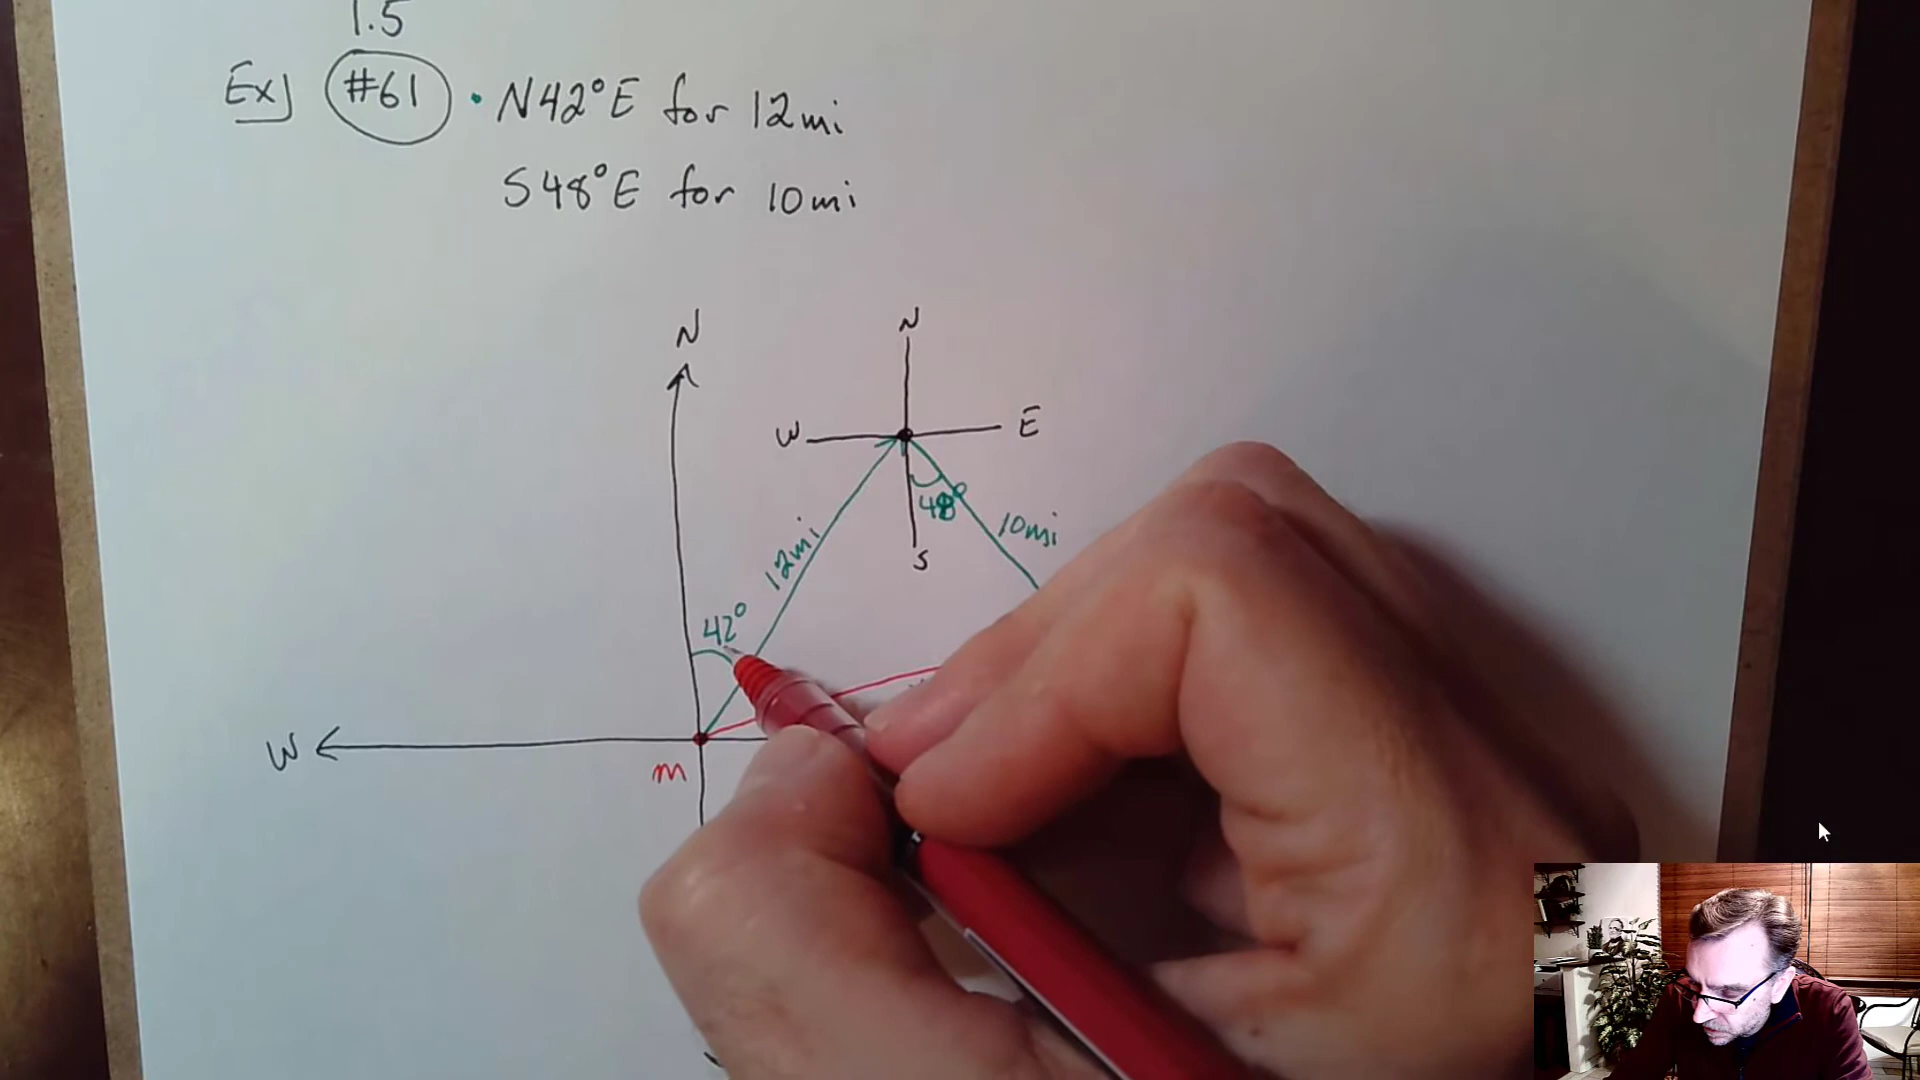 1.5
Ex] #61 • N42°E for 12mi
S48°E for 10mi
N
N
W
E
48°
10mi
12mi
S
42°
W
m